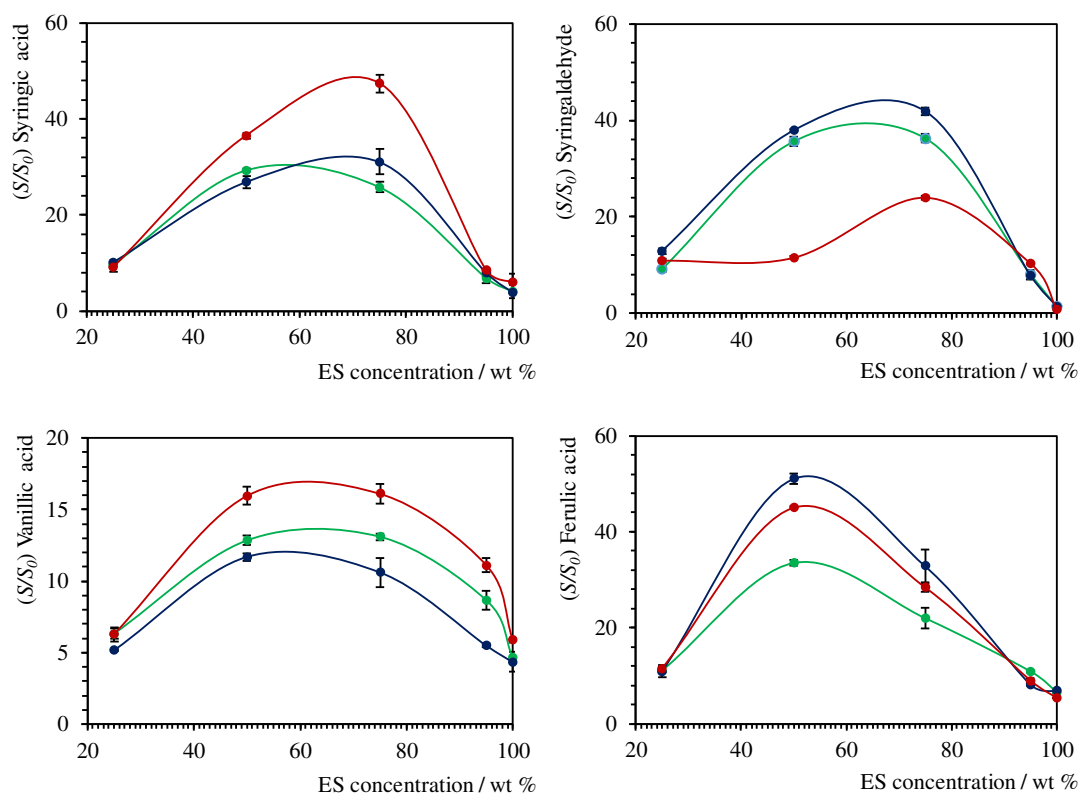 (S/S0) Syringic acid
60
40
20
0
20 40 60 80 100
ES concentration / wt %
(S/S0) Syringaldehyde
60
40
20
0
20 40 60 80 100
ES concentration / wt %
(S/S0) Vanillic acid
20
15
10
5
0
20 40 60 80 100
ES concentration / wt %
(S/S0) Ferulic acid
60
40
20
0
20 40 60 80 100
ES concentration / wt %